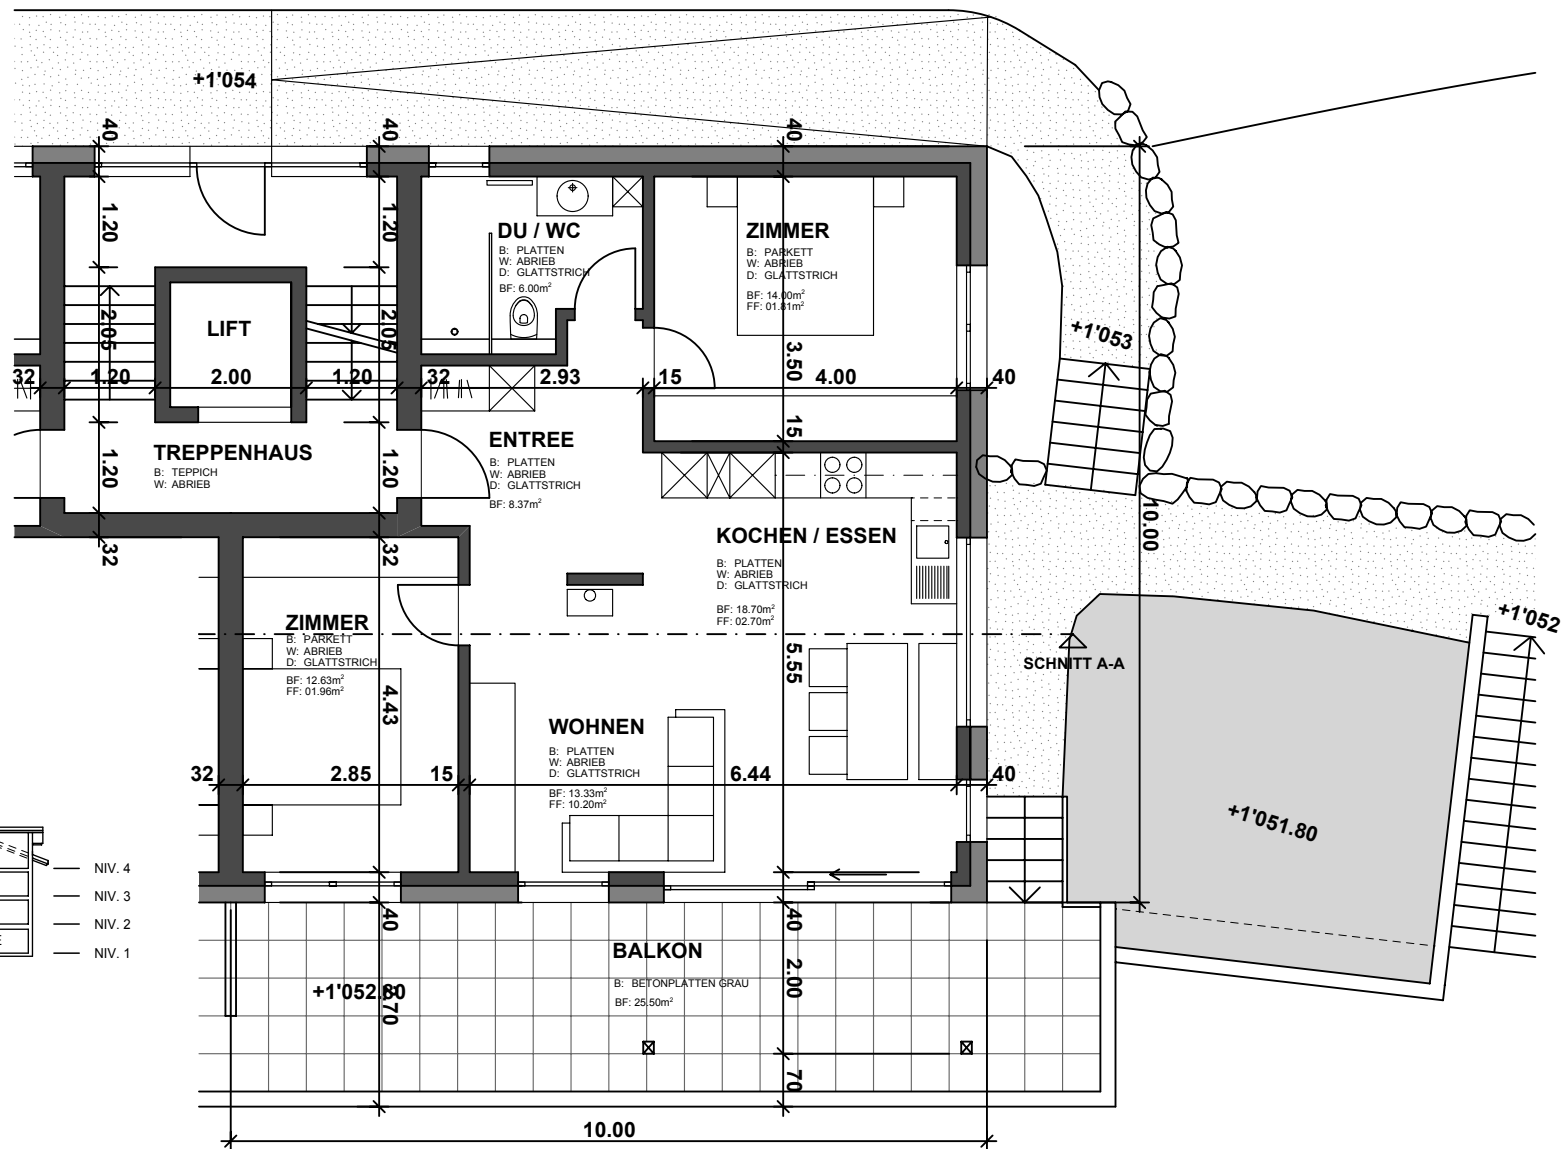 +1'054
40
40
40
1.20
1.20
DU / WC
B: PLATTEN
W: ABRIEB
D: GLATTSTRICH
BF: 6.00m²
ZIMMER
B: PARKETT
W: ABRIEB
D: GLATTSTRICH
BF: 14.00m²
FF: 01.81m²
LIFT
2.05
2.05
+1'053
3.50
32
1.20
2.00
1.20
32
2.93
15
4.00
40
15
TREPPENHAUS
B: TEPPICH
W: ABRIEB
1.20
1.20
ENTREE
B: PLATTEN
W: ABRIEB
D: GLATTSTRICH
BF: 8.37m²
10.00
32
32
KOCHEN / ESSEN
B: PLATTEN
W: ABRIEB
D: GLATTSTRICH
BF: 18.70m²
FF: 02.70m²
ZIMMER
B: PARKETT
W: ABRIEB
D: GLATTSTRICH
BF: 12.63m²
FF: 01.96m²
+1'052
SCHNITT A-A
5.55
4.43
WOHNEN
B: PLATTEN
W: ABRIEB
D: GLATTSTRICH
BF: 13.33m²
FF: 10.20m²
32
2.85
15
6.44
40
+1'051.80
NIV. 4
NIV. 3
NIV. 2
NIV. 1
40
40
BALKON
B: BETONPLATTEN GRAU
BF: 25.50m²
+1'052.80
2.00
70
10.00